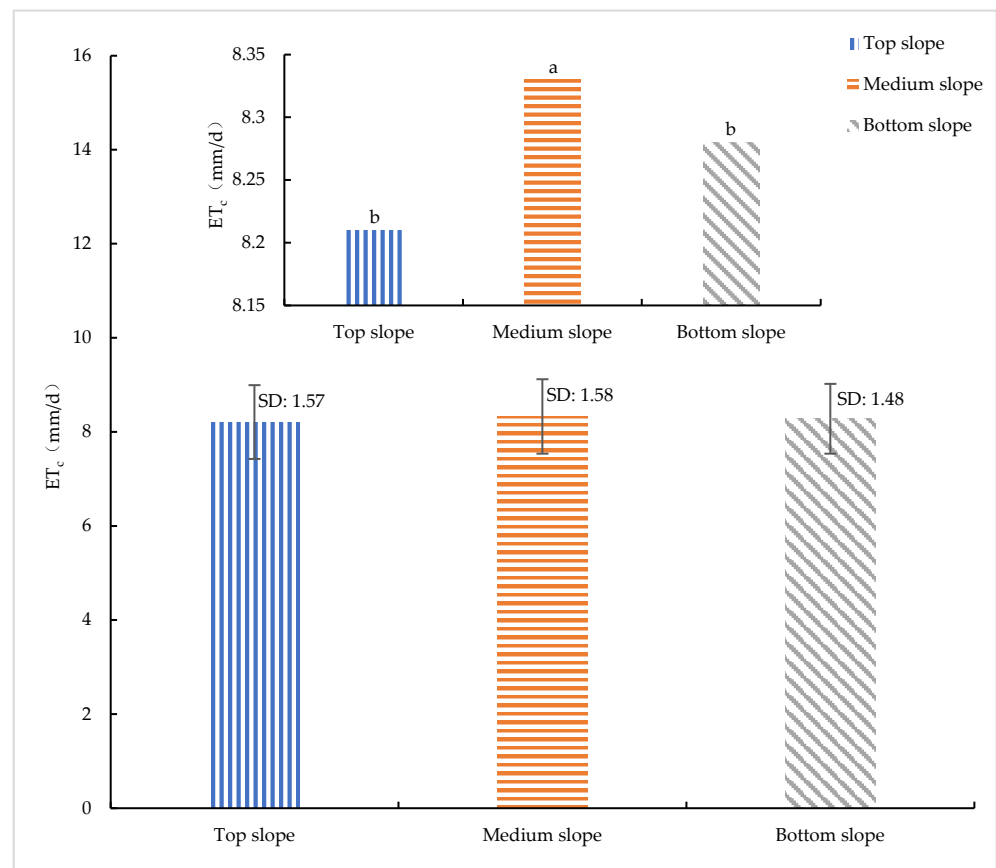 16
14
12
10
8
6
4
2
0
ET_c（mm/d）
Top slope
Medium slope
Bottom slope
SD: 1.57
SD: 1.58
SD: 1.48
8.35
8.3
8.25
8.2
8.15
ET_c（mm/d）
b
a
b
Top slope
Medium slope
Bottom slope
Top slope
Medium slope
Bottom slope